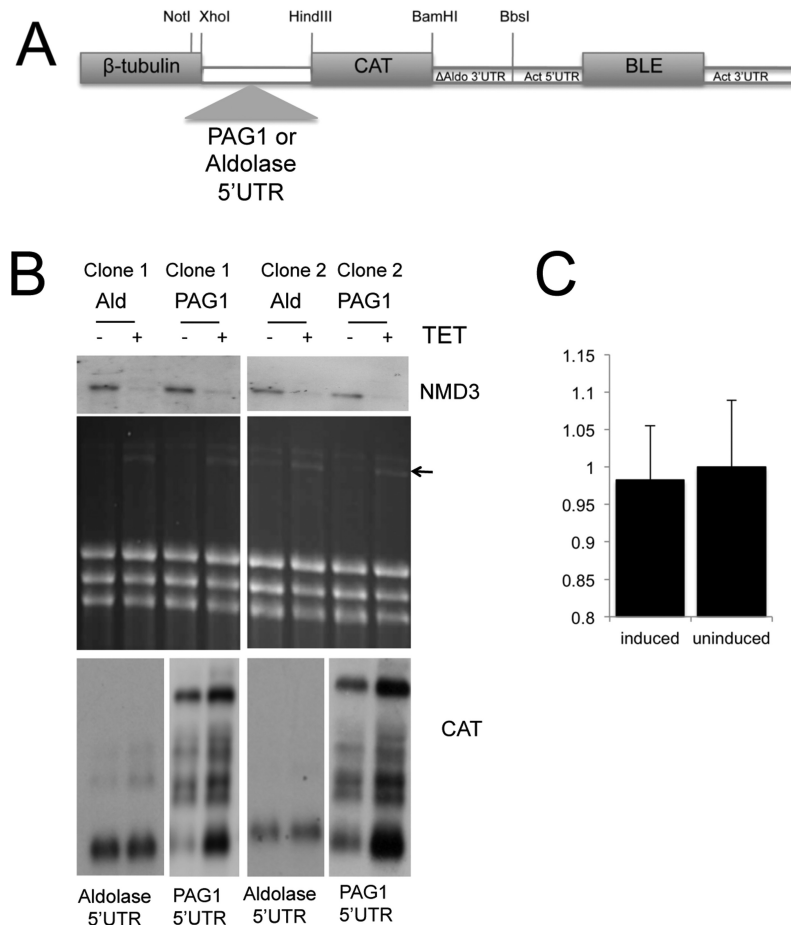 A
NotI XhoI HindIII BamHI BbsI
β-tubulin CAT ΔAldo 3'UTR Act 5'UTR BLE Act 3'UTR
PAG1 or
Aldolase
5'UTR
B
Clone 1 Clone 1 Clone 2 Clone 2
Ald PAG1 Ald PAG1
- + - + - + - + TET
NMD3
CAT
Aldolase PAG1 Aldolase PAG1
5'UTR 5'UTR 5'UTR 5'UTR
C
1.15
1.1
1.05
1
0.95
0.9
0.85
0.8
induced uninduced